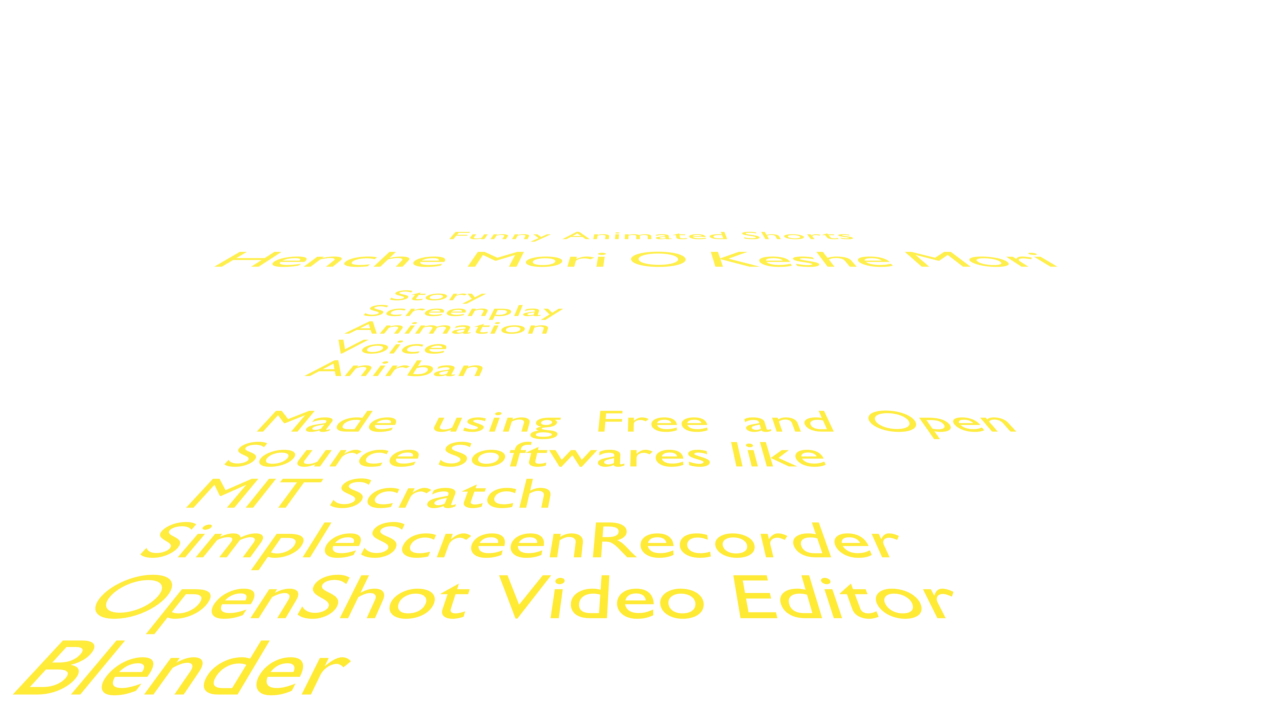 Funny Animated Shorts
Henche Mori O Keshe Mori
Story
Screenplay
Animation
Voice
Anirban
Made using Free and Open
Source Softwares like
MIT Scratch
SimpleScreenRecorder
OpenShot Video Editor
Blender